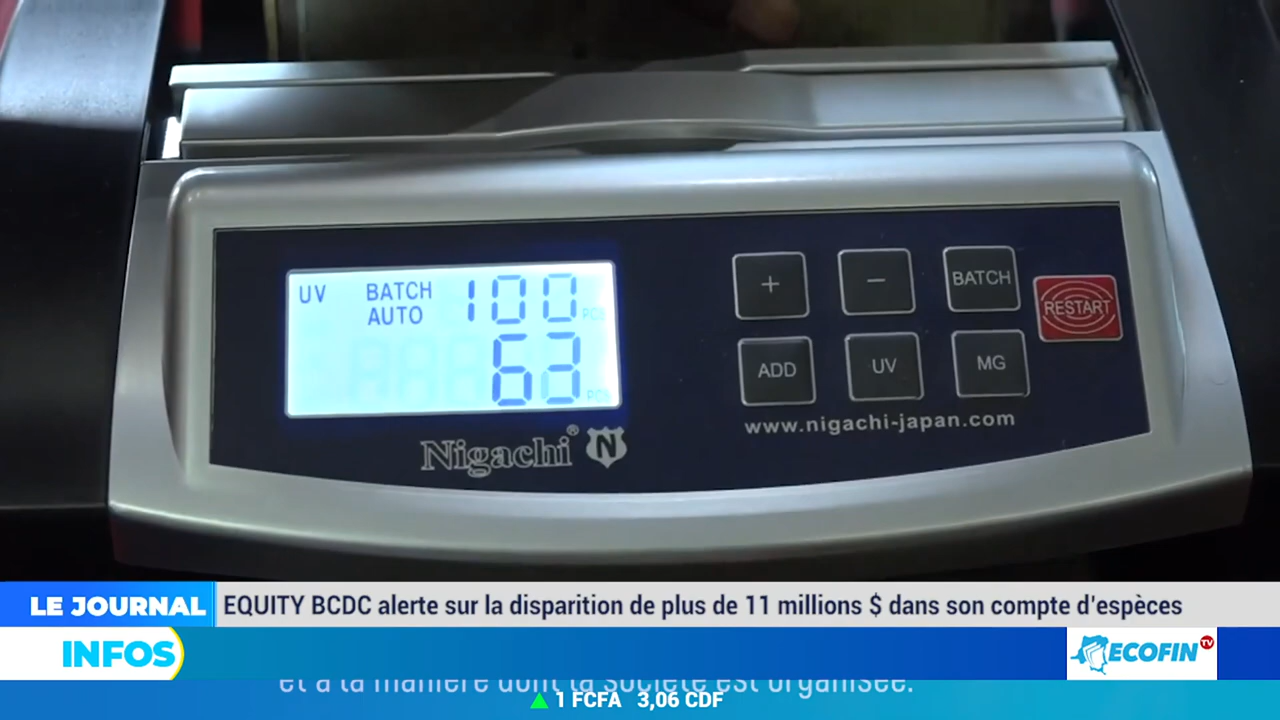 UV BATCH 100 PCS
AUTO
63 PCS
Nigachi® N
+ − BATCH
RESTART
ADD UV MG
www.nigachi-japan.com
LE JOURNAL EQUITY BCDC alerte sur la disparition de plus de 11 millions $ dans son compte d'espèces
INFOS ECOFIN TV
et à la manière dont la société est organisée.
1 FCFA 3,06 CDF